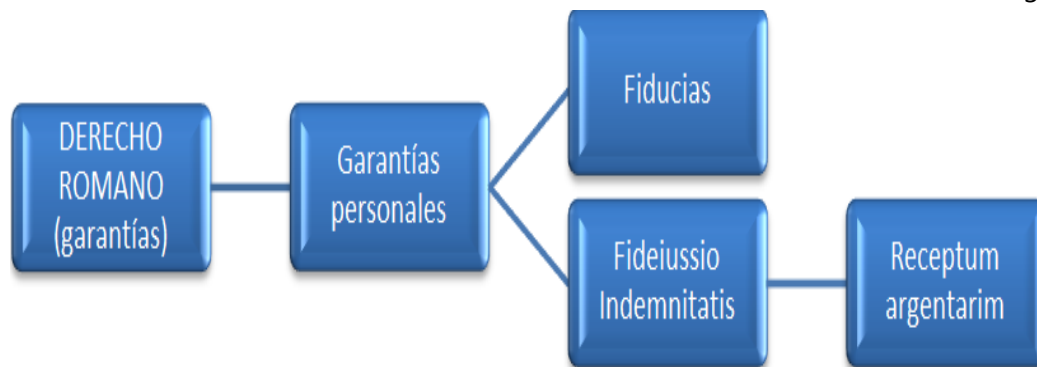 DERECHO
ROMANO
(garantías)
Garantías
personales
Fiducias
Fideiussio
Indemnitatis
Receptum
argentarim